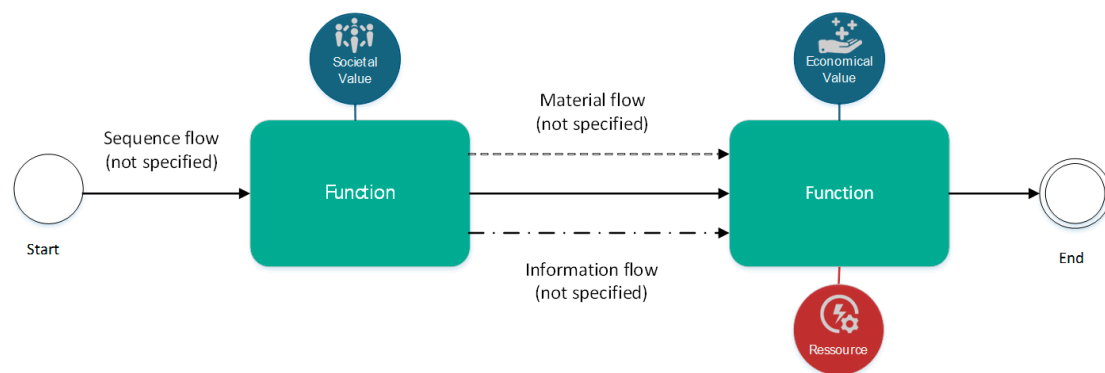 Societal
Value
Economical
Value
Material flow
(not specified)
Sequence flow
(not specified)
Function
Function
Start
End
Information flow
(not specified)
Ressource